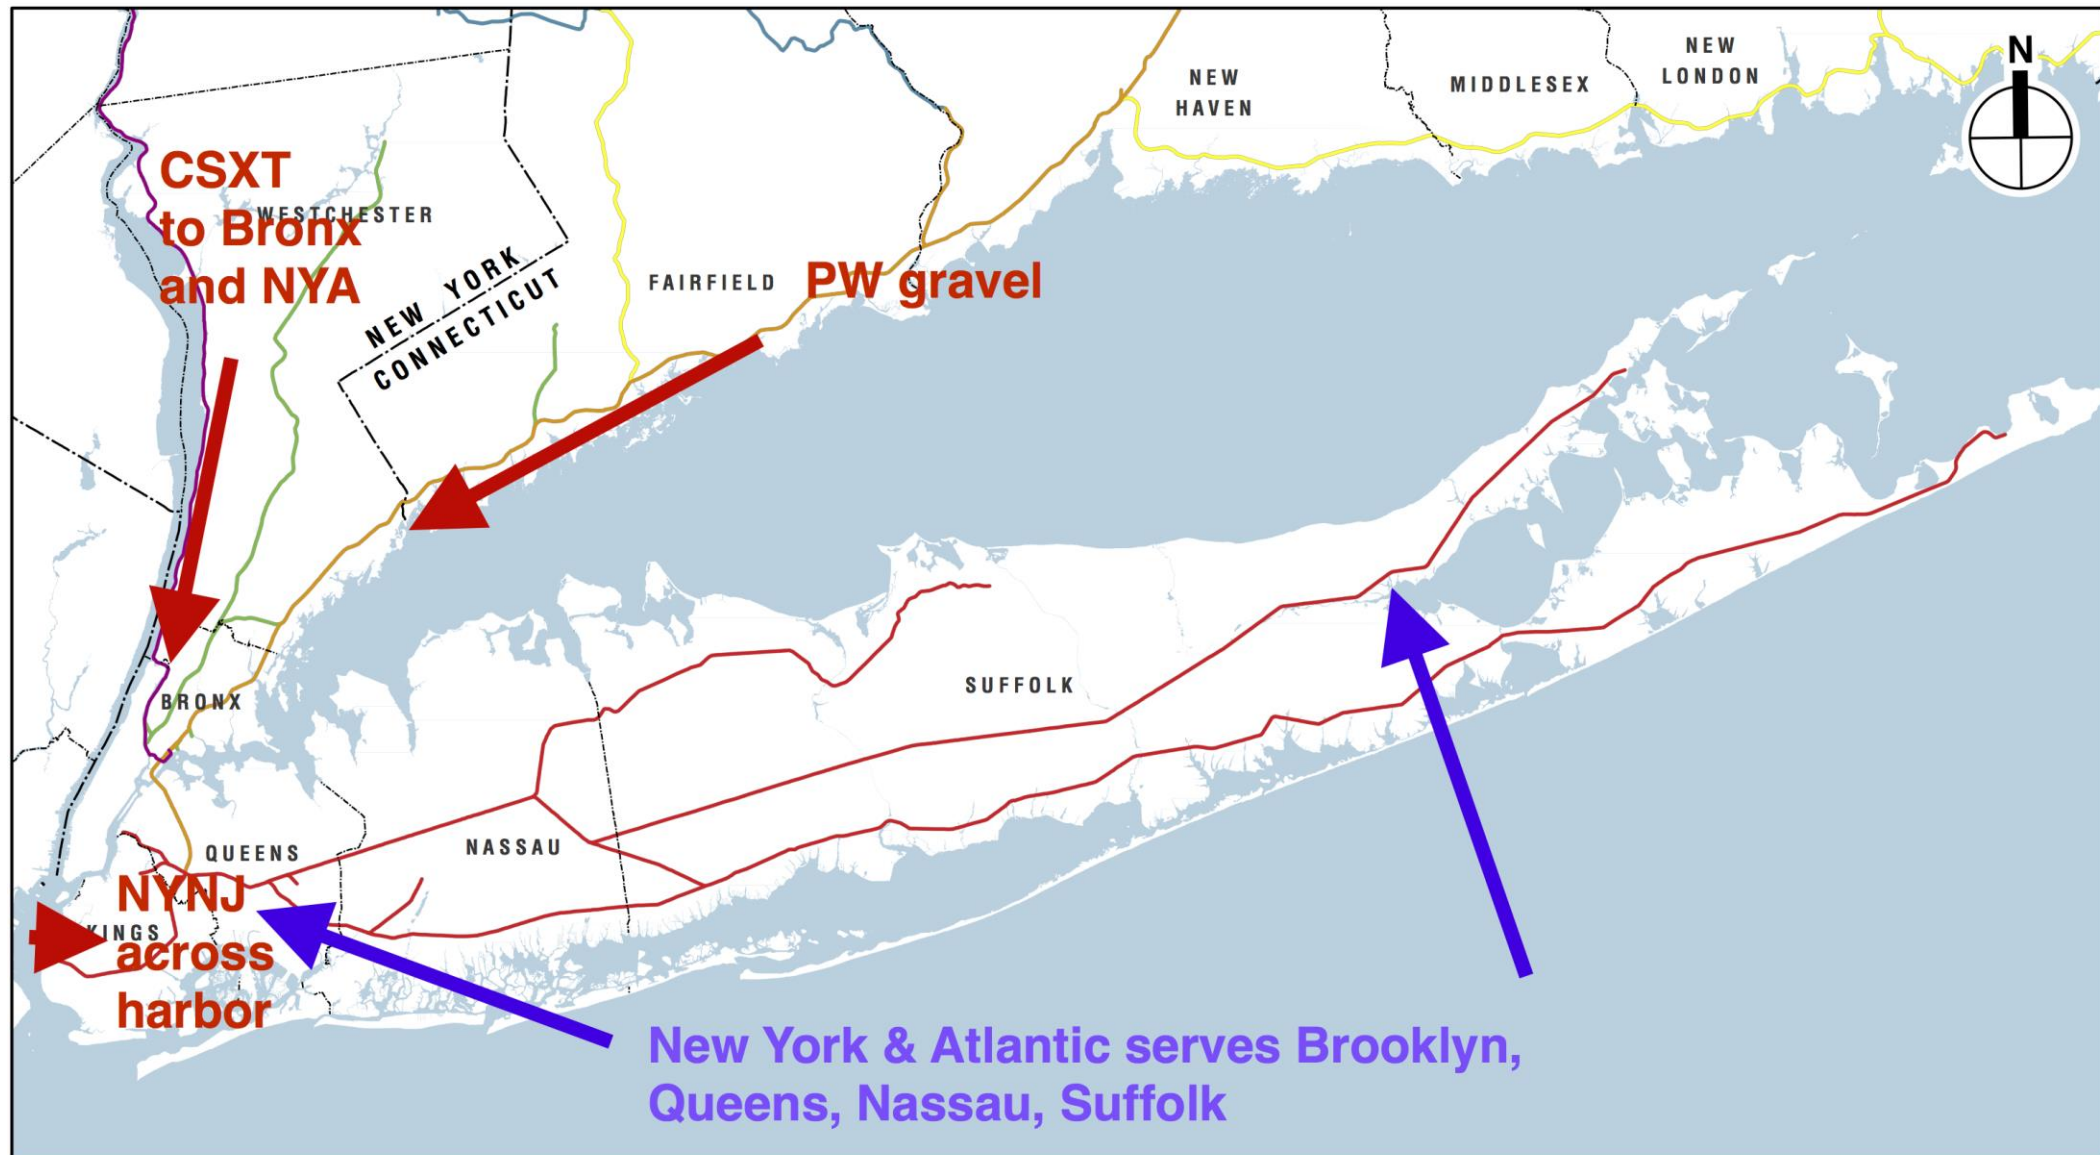 NEW
HAVEN
MIDDLESEX
NEW
LONDON
N
CSXT
to Bronx
and NYA
WESTCHESTER
NEW YORK
CONNECTICUT
FAIRFIELD
PW gravel
SUFFOLK
BRONX
QUEENS
NASSAU
KINGS
NYNJ
across
harbor
New York & Atlantic serves Brooklyn,
Queens, Nassau, Suffolk